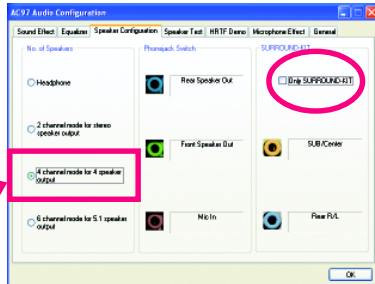 AC97 Audio Configuration
Sound Effect Equalizer Speaker Configuration Speaker Test HRTF Demo Microphone Effect General
No. of Speakers
Phonejack Switch
SURROUND-KIT
Headphone
Rear Speaker Out
Only SURROUND-KIT
2 channel mode for stereo
speaker output
Front Speaker Out
SUB/Center
4 channel mode for 4 speaker
output
6 channel mode for 5.1 speaker
output
Mic In
Rear R/L
OK